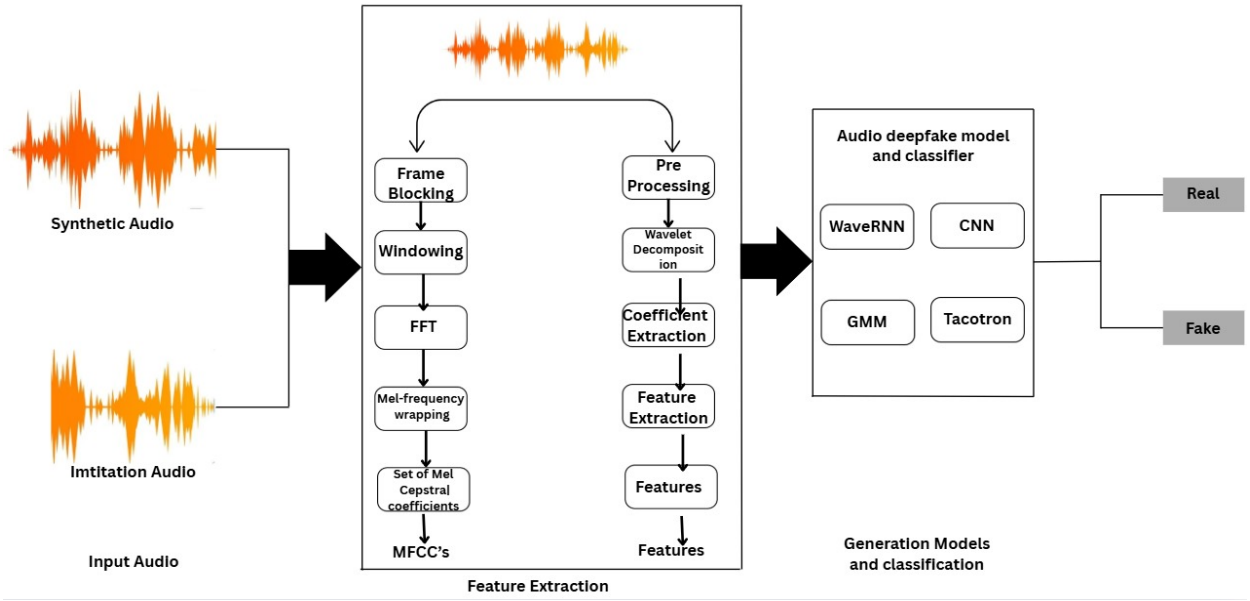 Synthetic Audio
Imtitation Audio
Input Audio
Frame
Blocking
Windowing
FFT
Mel-frequency
wrapping
Set of Mel
Cepstral
coefficients
MFCC's
Pre
Processing
Wavelet
Decomposit
ion
Coefficient
Extraction
Feature
Extraction
Features
Features
Feature Extraction
Audio deepfake model
and classifier
WaveRNN
CNN
GMM
Tacotron
Generation Models
and classification
Real
Fake